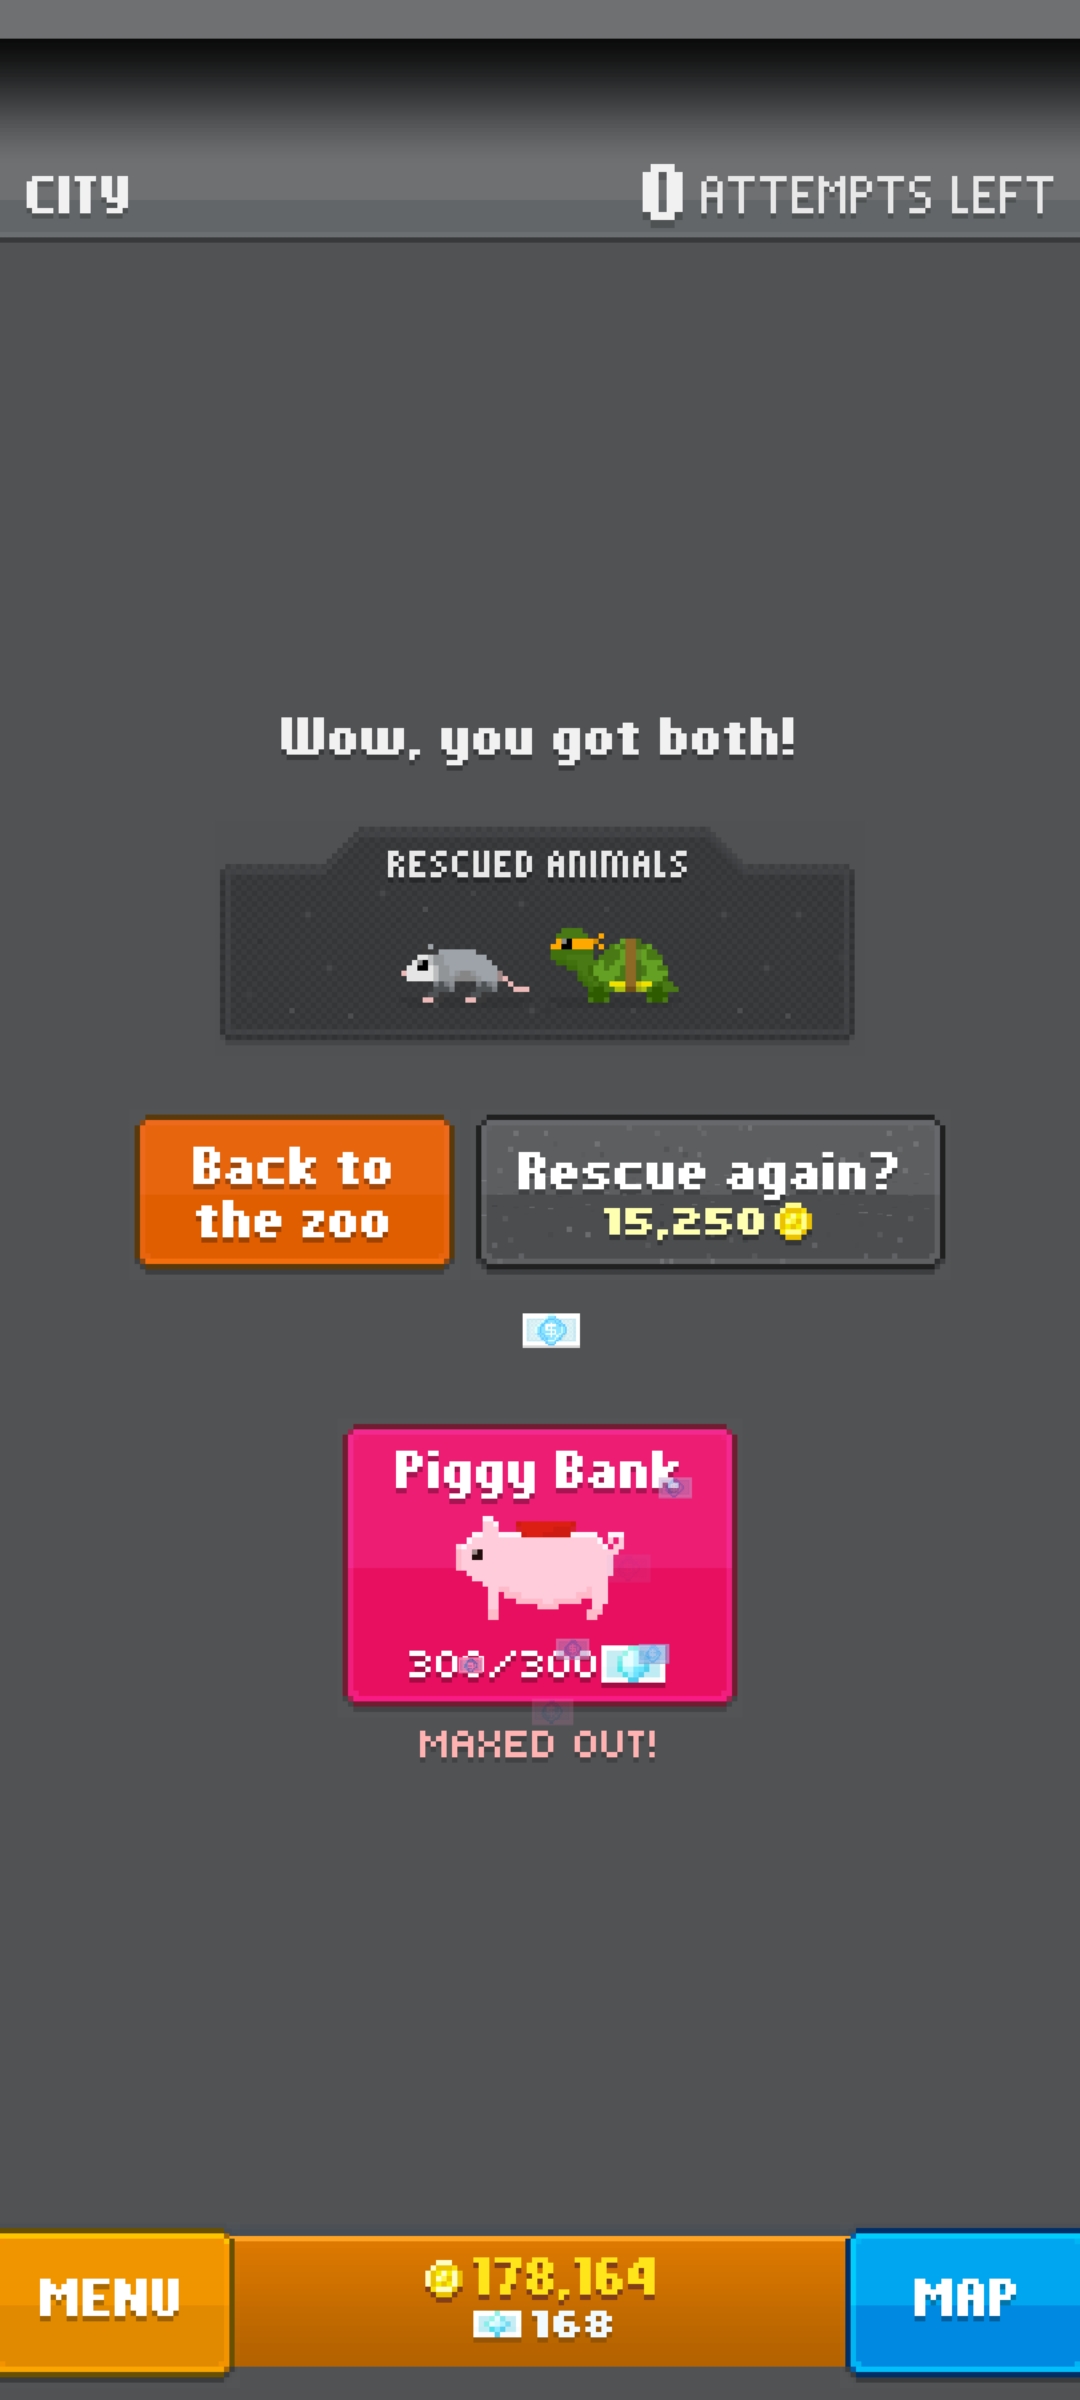 CITY
0 ATTEMPTS LEFT
Wow, you got both!
RESCUED ANIMALS
Back to
the zoo
Rescue again?
15,250
Piggy Bank
300/300
MAXED OUT!
MENU
178,164
168
MAP